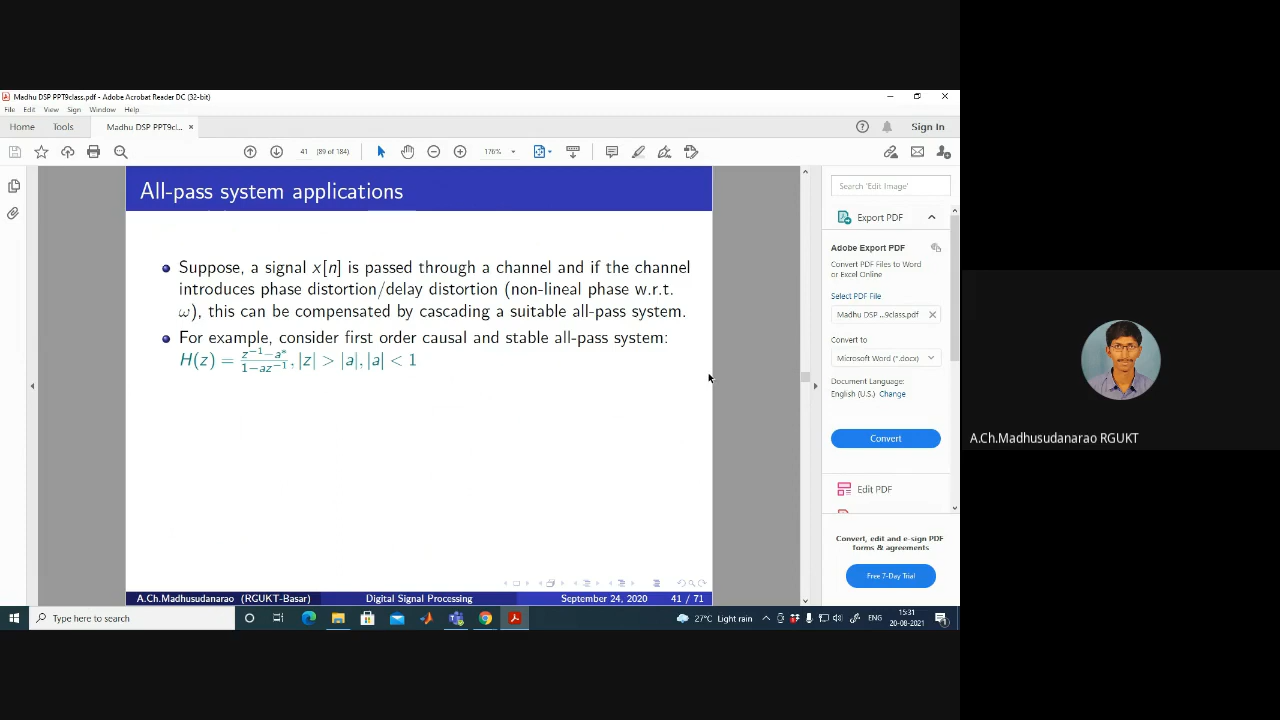 Madhu DSP PPT9class.pdf - Adobe Acrobat Reader DC (32-bit)
File Edit View Sign Window Help
Home Tools Madhu DSP PPT9cl... × Sign In
41 (89 of 184) 176%
All-pass system applications
Suppose, a signal x[n] is passed through a channel and if the channel
introduces phase distortion/delay distortion (non-lineal phase w.r.t.
ω), this can be compensated by cascading a suitable all-pass system.
For example, consider first order causal and stable all-pass system:
H(z) = \frac{z^{-1}-a^*}{1-az^{-1}}, |z| > |a|, |a| < 1
A.Ch.Madhusudanarao (RGUKT-Basar) Digital Signal Processing September 24, 2020 41 / 71
Search 'Edit Image'
Export PDF
Adobe Export PDF
Convert PDF Files to Word
or Excel Online
Select PDF File
Madhu DSP ...9class.pdf
Convert to
Microsoft Word (*.docx)
Document Language:
English (U.S.) Change
Convert
Edit PDF
Convert, edit and e-sign PDF
forms & agreements
Free 7-Day Trial
A.Ch.Madhusudanarao RGUKT
Type here to search
27°C Light rain
ENG
15:31
20-08-2021
1